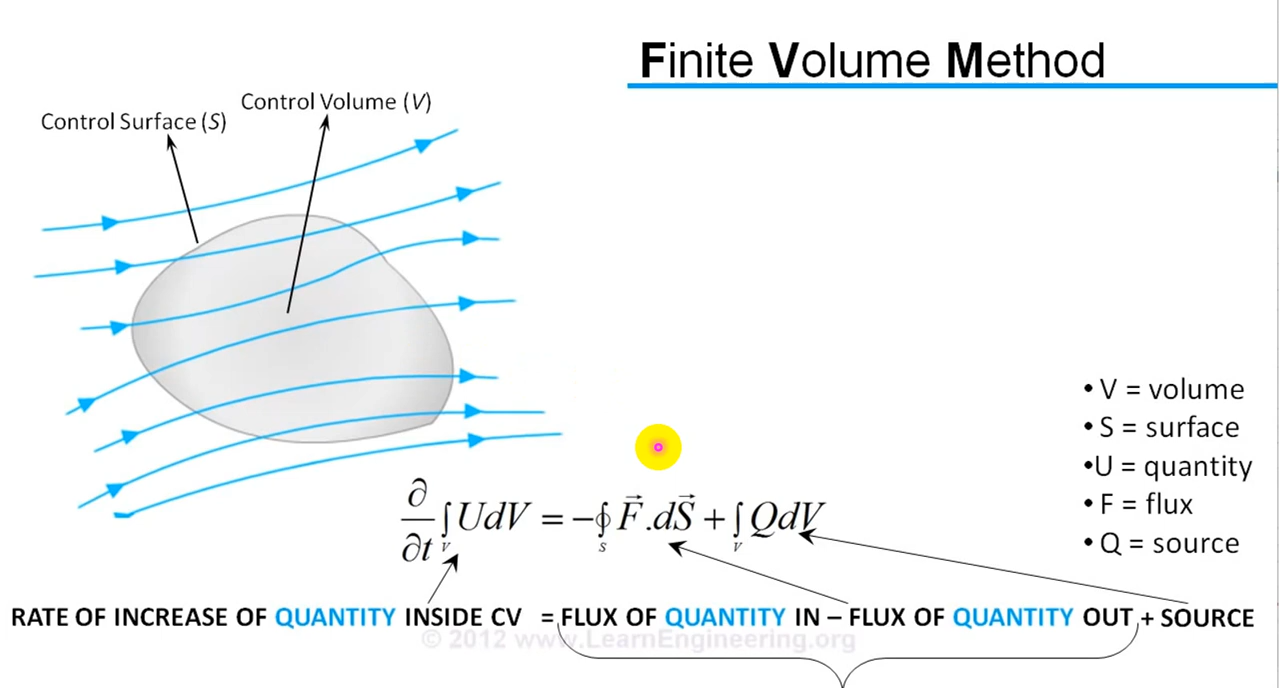 Finite Volume Method
Control Volume (V)
Control Surface (S)
• V = volume
• S = surface
•U = quantity
• F = flux
• Q = source
∂/∂t ∫_V UdV = −∮_S F⃗.dS⃗ + ∫_V QdV
RATE OF INCREASE OF QUANTITY INSIDE CV = FLUX OF QUANTITY IN – FLUX OF QUANTITY OUT + SOURCE
© 2012 www.LearnEngineering.org